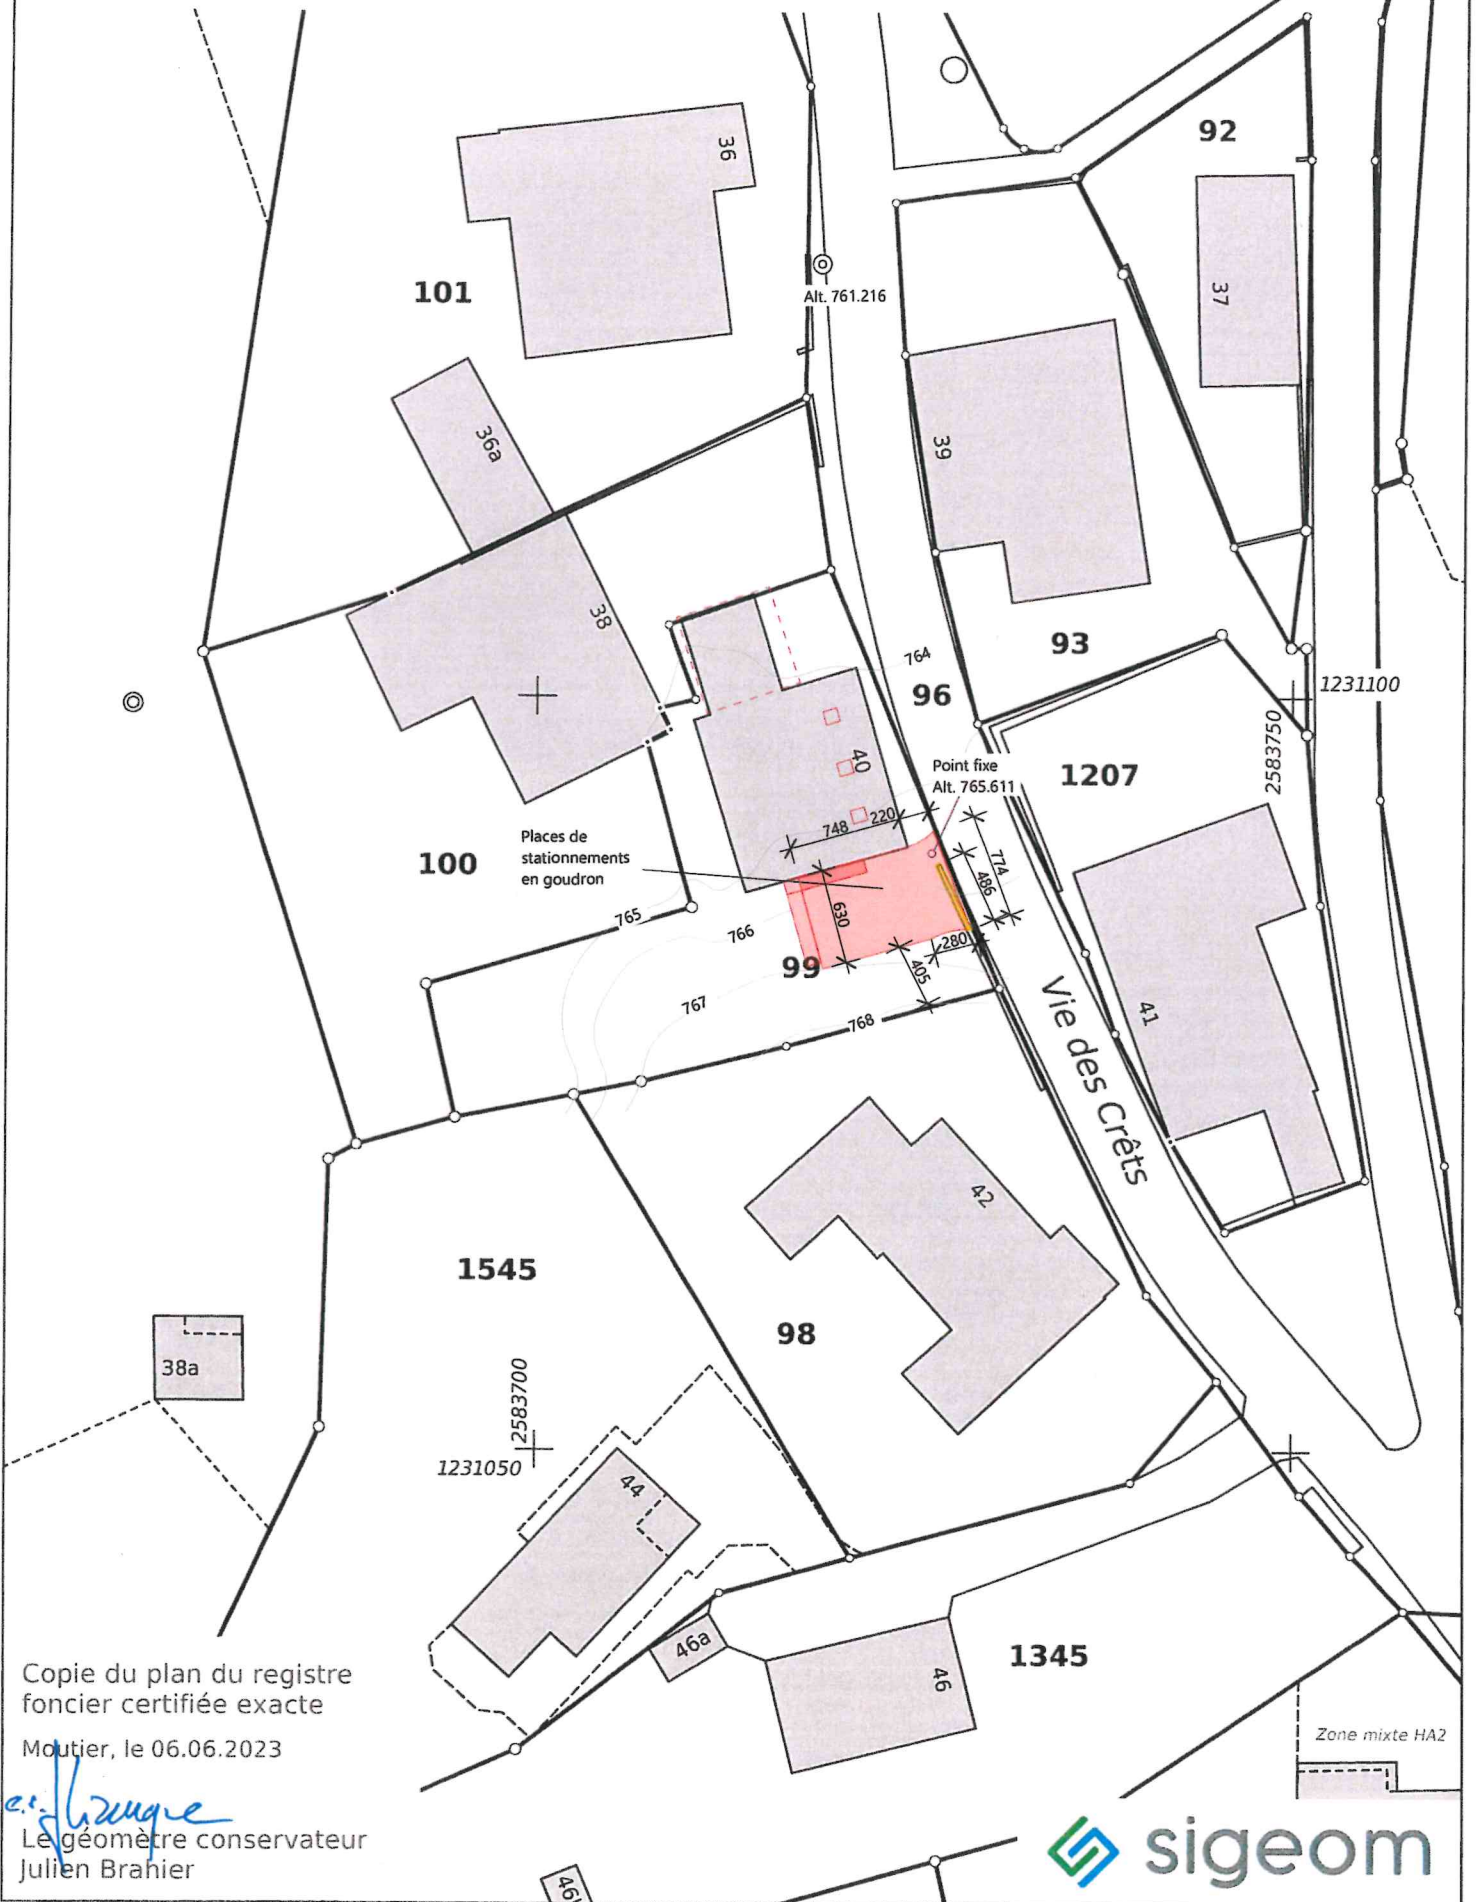 92
36
37
101
Alt. 761.216
39
36a
38
764
93
96
1231100
2583750
40
Point fixe
Alt. 765.611
1207
748
220
774
486
Places de
stationnements
en goudron
100
630
765
766
280
99
405
767
768
Vie des Crêts
41
42
1545
98
38a
2583700
1231050
44
46a
46
1345
Zone mixte HA2
Copie du plan du registre
foncier certifiée exacte
Moutier, le 06.06.2023
Le géomètre conservateur
Julien Brahier
sigeom